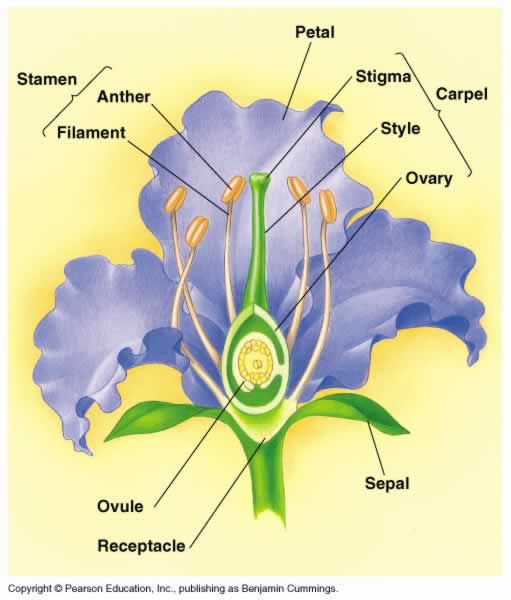 Petal
Stamen
Stigma
Anther
Carpel
Filament
Style
Ovary
Sepal
Ovule
Receptacle
Copyright © Pearson Education, Inc., publishing as Benjamin Cummings.